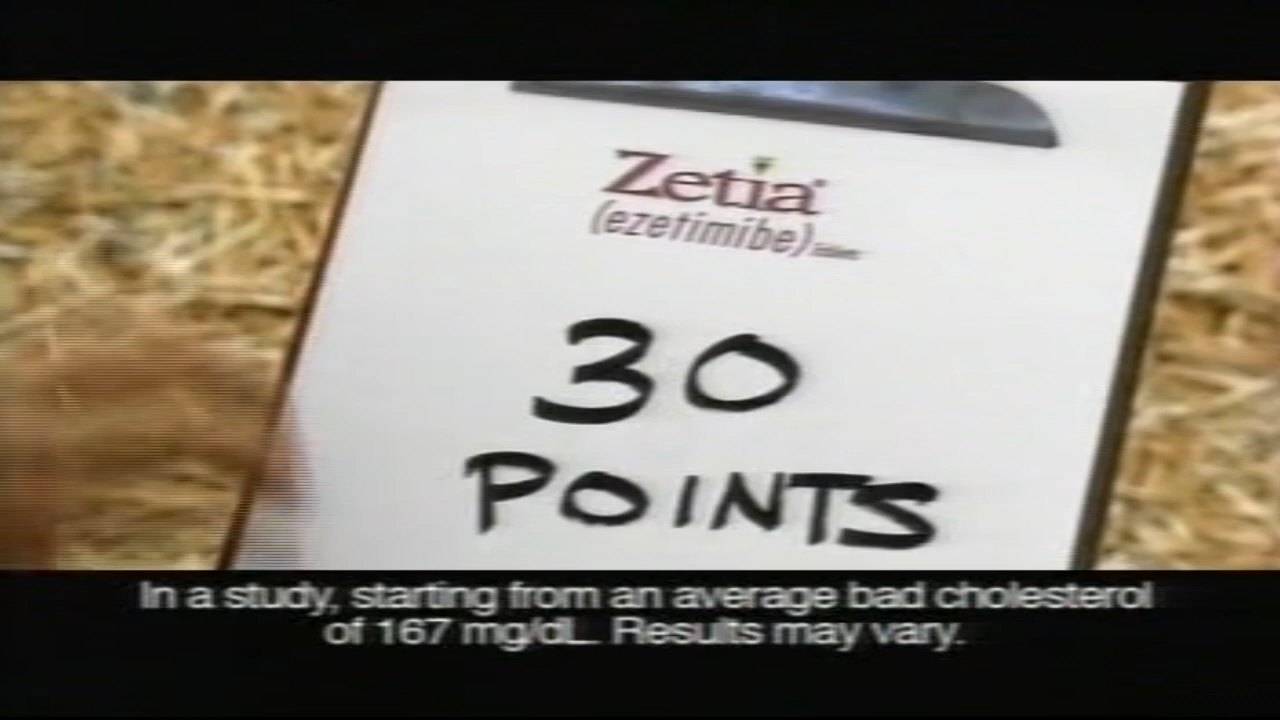 Zetia
(ezetimibe)
30
POINTS
In a study, starting from an average bad cholesterol
of 167 mg/dL. Results may vary.